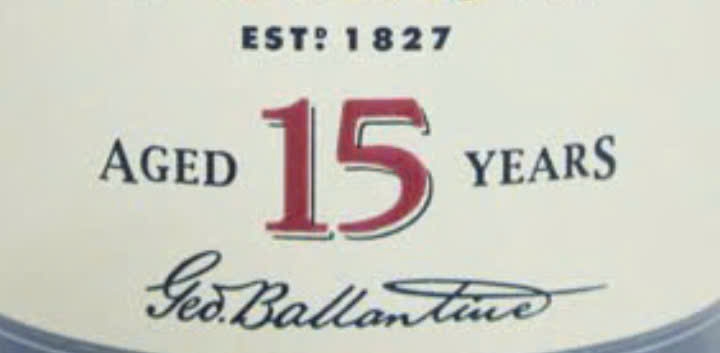 ESTᴰ 1827
AGED 15 YEARS
Geo. Ballantine